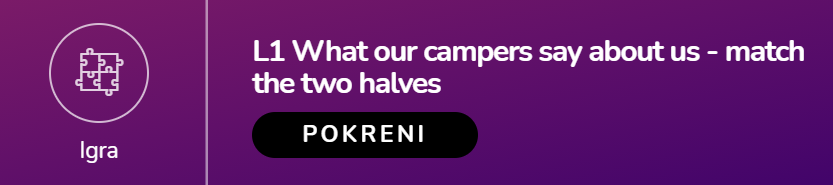 Igra
L1 What our campers say about us - match
the two halves
POKRENI